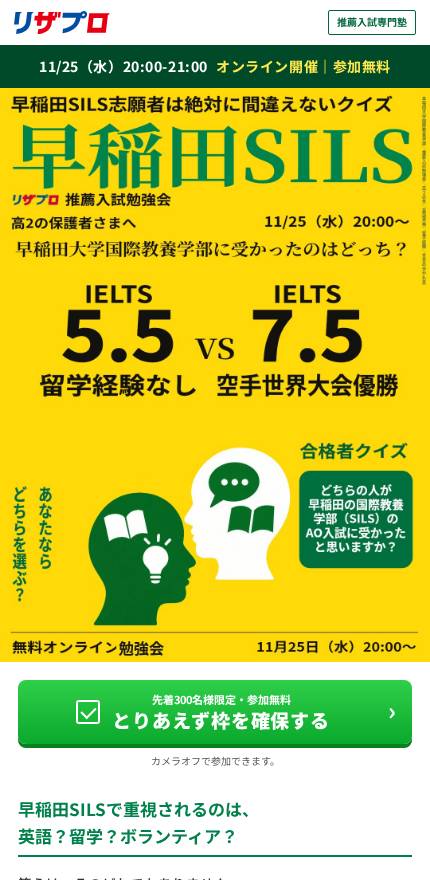 リザプロ
推薦入試専門塾
11/25（水）20:00-21:00 オンライン開催｜参加無料
早稲田SILS志願者は絶対に間違えないクイズ
早稲田SILS
リザプロ 推薦入試勉強会
高2の保護者さまへ
11/25（水）20:00〜
早稲田大学国際教養学部に受かったのはどっち？
IELTS
5.5
留学経験なし
vs
IELTS
7.5
空手世界大会優勝
合格者クイズ
どちらの人が
早稲田の国際教養
学部（SILS）の
AO入試に受かった
と思いますか？
あなたなら
どちらを選ぶ？
無料オンライン勉強会
11月25日（水）20:00〜
先着300名様限定・参加無料
とりあえず枠を確保する
カメラオフで参加できます。
早稲田SILSで重視されるのは、
英語？留学？ボランティア？